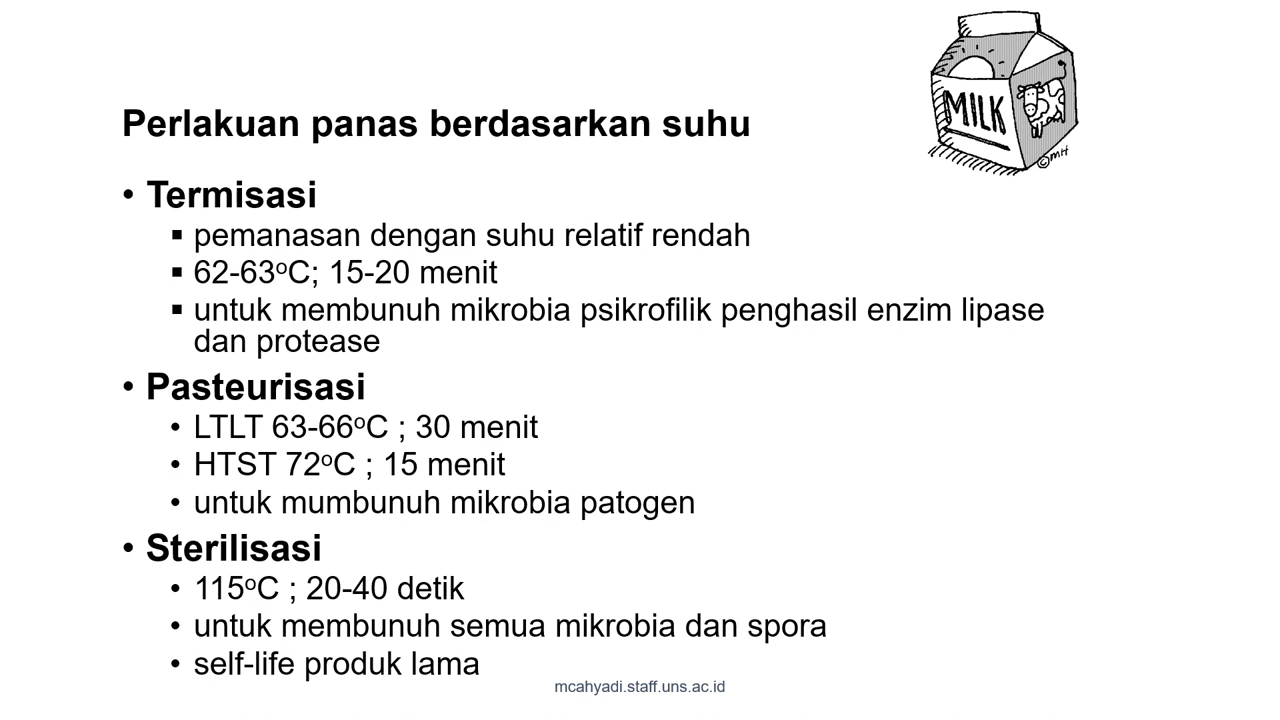 MILK
©MH
Perlakuan panas berdasarkan suhu
• Termisasi
▪ pemanasan dengan suhu relatif rendah
▪ 62-63ºC; 15-20 menit
▪ untuk membunuh mikrobia psikrofilik penghasil enzim lipase
dan protease
• Pasteurisasi
• LTLT 63-66ºC ; 30 menit
• HTST 72ºC ; 15 menit
• untuk mumbunuh mikrobia patogen
• Sterilisasi
• 115ºC ; 20-40 detik
• untuk membunuh semua mikrobia dan spora
• self-life produk lama
mcahyadi.staff.uns.ac.id